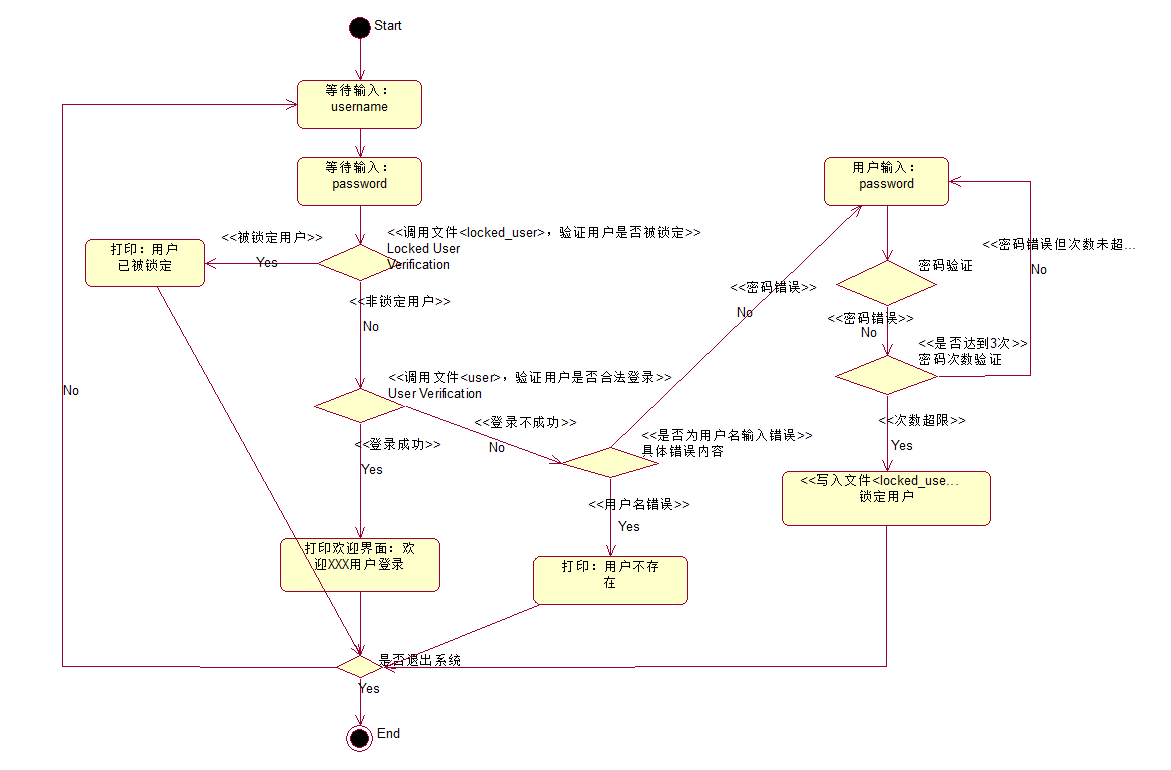 Start
等待输入：
username
等待输入：
password
用户输入：
password
<<调用文件<locked_user>，验证用户是否被锁定>>
Locked User
Verification
<<被锁定用户>>
Yes
打印：用户
已被锁定
<<密码错误但次数未超...
No
密码验证
<<非锁定用户>>
No
<<密码错误>>
No
<<密码错误>>
No
<<是否达到3次>>
密码次数验证
<<调用文件<user>，验证用户是否合法登录>>
User Verification
No
<<登录不成功>>
No
<<次数超限>>
Yes
<<登录成功>>
Yes
<<是否为用户名输入错误>>
具体错误内容
<<写入文件<locked_use...
锁定用户
<<用户名错误>>
Yes
打印欢迎界面：欢
迎XXX用户登录
打印：用户不存
在
是否退出系统
Yes
End